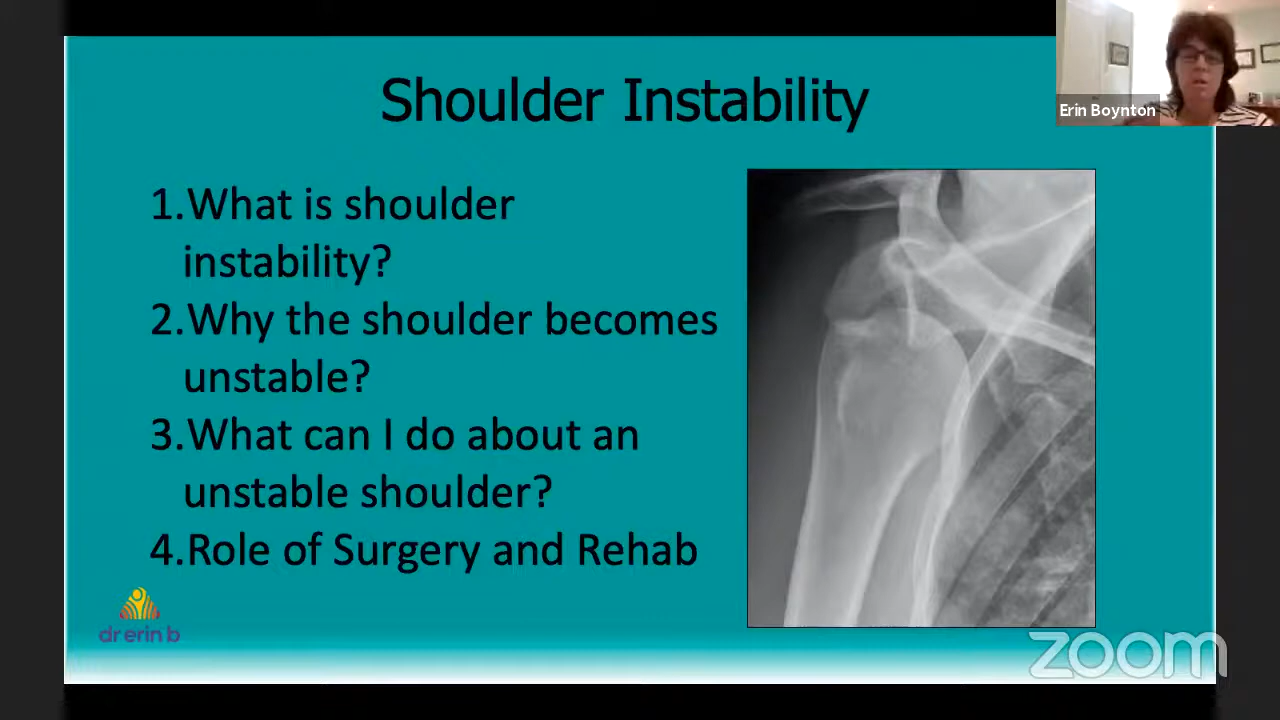 Shoulder Instability
Erin Boynton
1.What is shoulder
instability?
2.Why the shoulder becomes
unstable?
3.What can I do about an
unstable shoulder?
4.Role of Surgery and Rehab
dr erin b
zoom